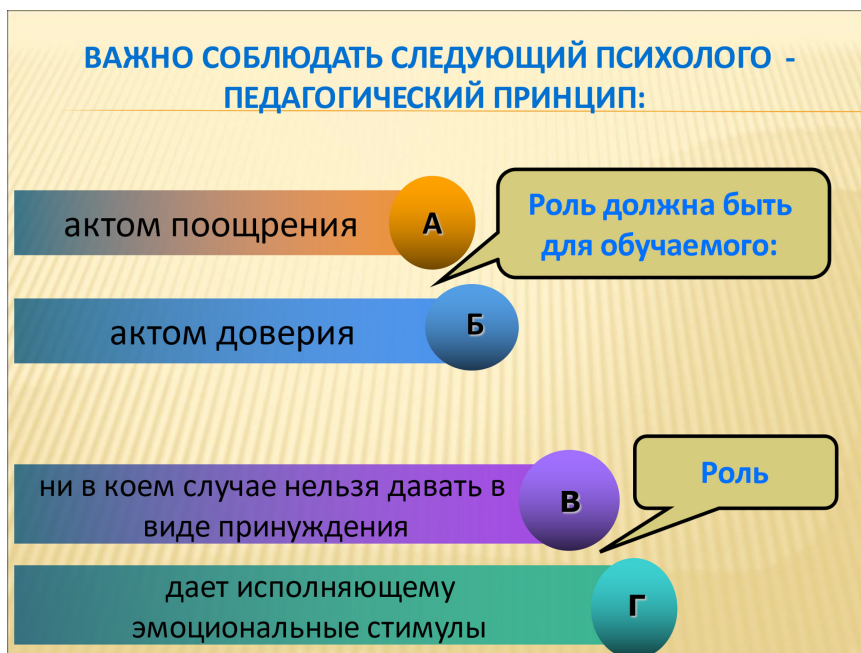 ВАЖНО СОБЛЮДАТЬ СЛЕДУЮЩИЙ ПСИХОЛОГО -
ПЕДАГОГИЧЕСКИЙ ПРИНЦИП:
Роль должна быть
для обучаемого:
актом поощрения
А
актом доверия
Б
Роль
ни в коем случае нельзя давать в
виде принуждения
В
дает исполняющему
эмоциональные стимулы
Г